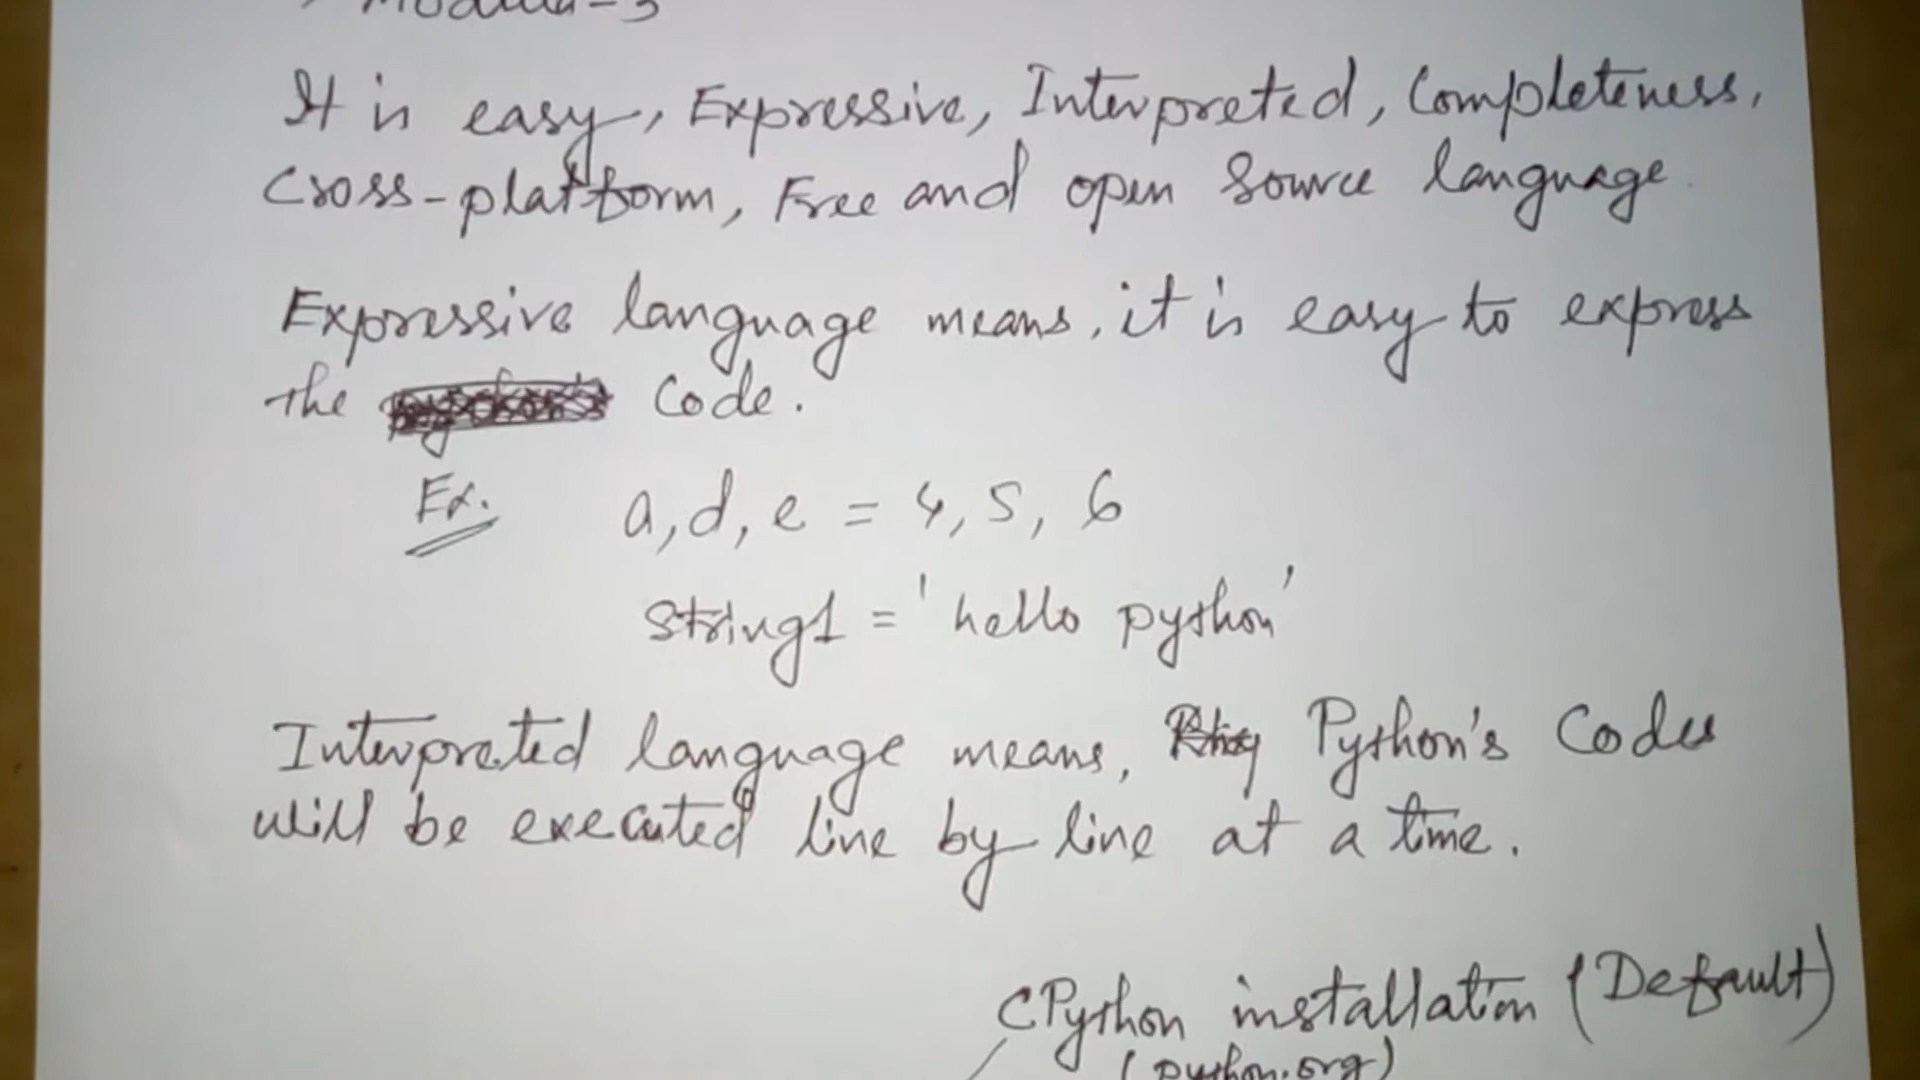 Modula-3
It is easy, Expressive, Interpreted, Completeness,
Cross-platform, Free and open source language
Expressive language means, it is easy to express
the code.
Ex. a, d, e = 4, 5, 6
string1 = 'hello python'
Interpreted language means, Python's Codes
will be executed line by line at a time.
CPython installation (Default)
(python.org)